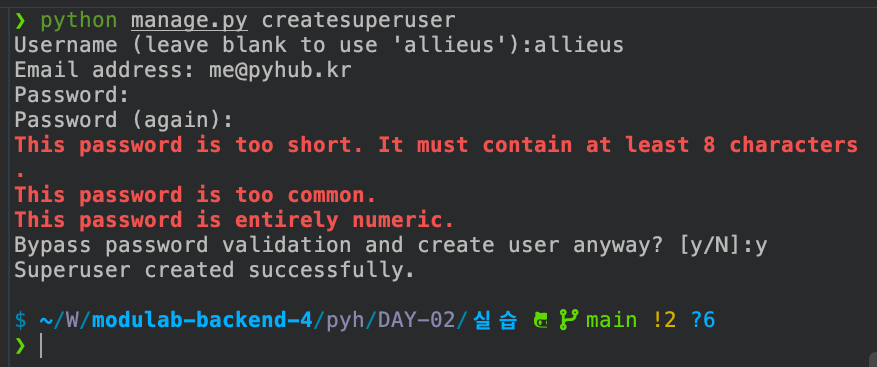 ❯ python manage.py createsuperuser
Username (leave blank to use 'allieus'):allieus
Email address: me@pyhub.kr
Password:
Password (again):
This password is too short. It must contain at least 8 characters
.
This password is too common.
This password is entirely numeric.
Bypass password validation and create user anyway? [y/N]:y
Superuser created successfully.
$ ~/W/modulab-backend-4/pyh/DAY-02/실습 main !2 ?6
❯